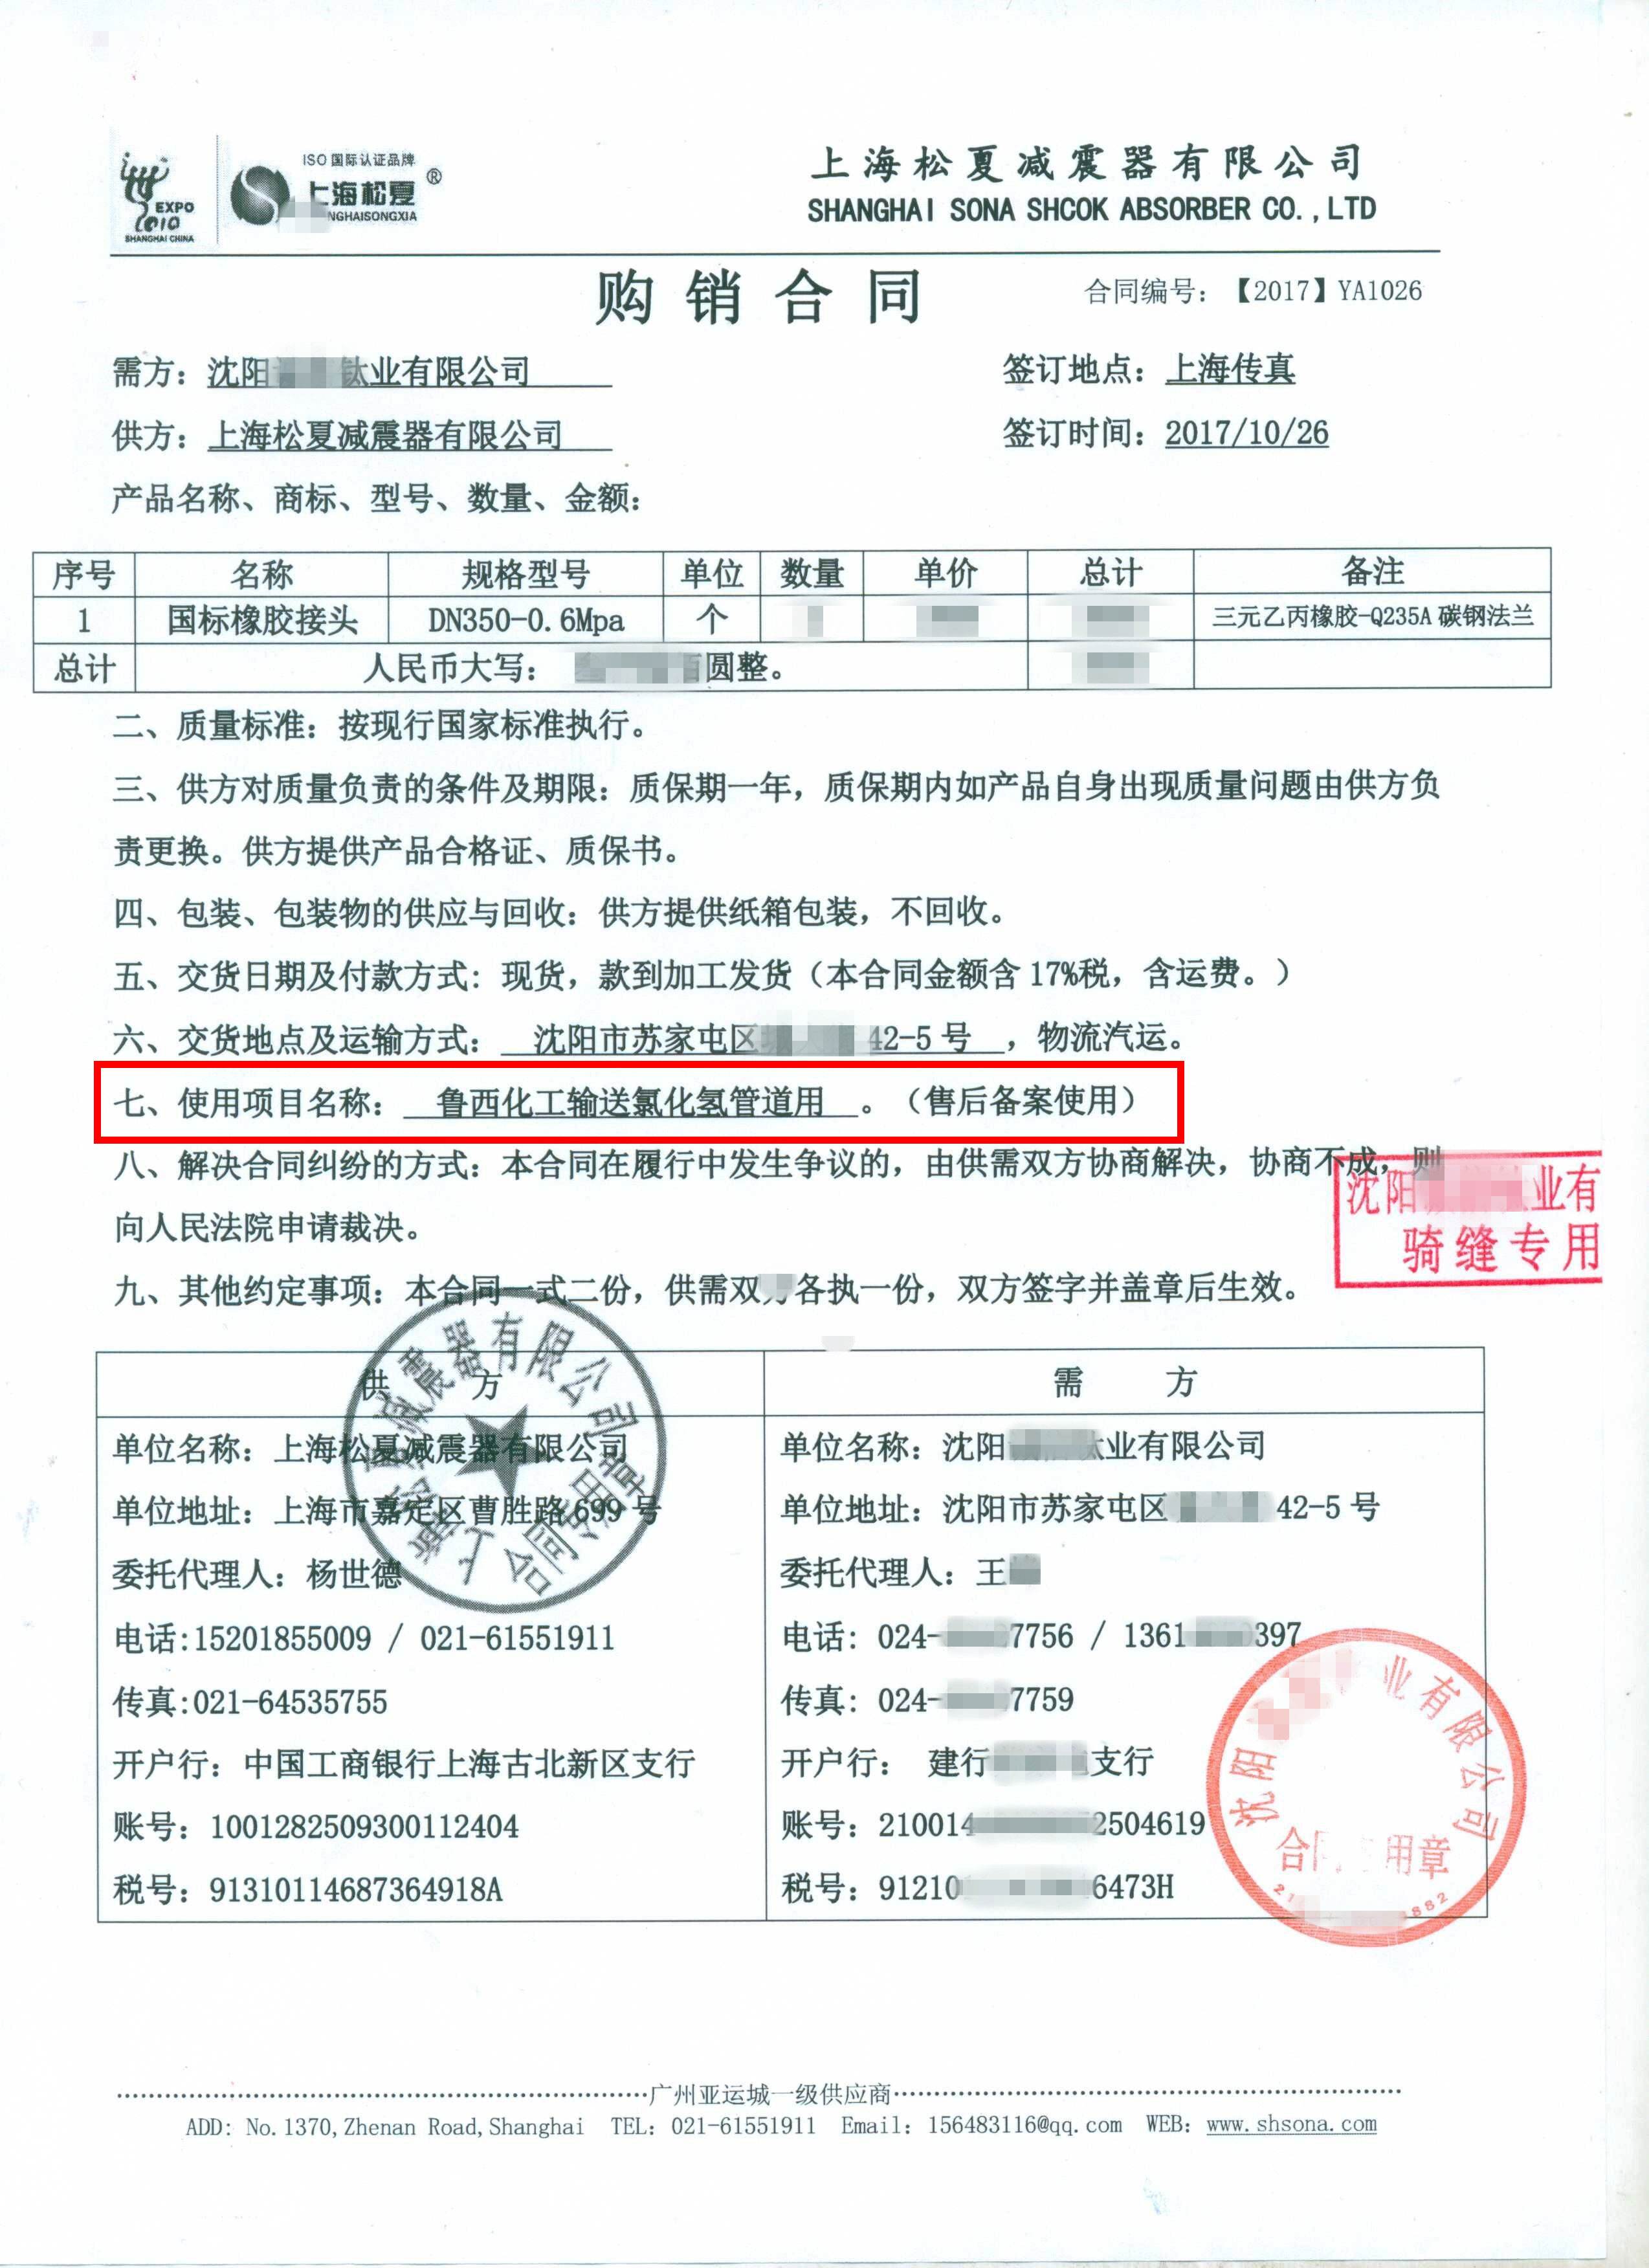 EXPO
2010
SHANGHAI CHINA
ISO 国际认证品牌
上海松夏®
NGHAISONGXIA
上海松夏减震器有限公司
SHANGHAI SONA SHCOK ABSORBER CO.,LTD
购销合同
合同编号:【2017】YA1026
需方:沈阳 钛业有限公司
签订地点:上海传真
供方:上海松夏减震器有限公司
签订时间:2017/10/26
产品名称、商标、型号、数量、金额:
序号 名称 规格型号 单位 数量 单价 总计 备注
1 国标橡胶接头 DN350-0.6Mpa 个 三元乙丙橡胶-Q235A 碳钢法兰
总计 人民币大写: 佰圆整。
二、质量标准:按现行国家标准执行。
三、供方对质量负责的条件及期限:质保期一年,质保期内如产品自身出现质量问题由供方负
责更换。供方提供产品合格证、质保书。
四、包装、包装物的供应与回收:供方提供纸箱包装,不回收。
五、交货日期及付款方式:现货,款到加工发货(本合同金额含 17%税,含运费。)
六、交货地点及运输方式: 沈阳市苏家屯区 42-5 号 ,物流汽运。
七、使用项目名称: 鲁西化工输送氯化氢管道用 。(售后备案使用)
八、解决合同纠纷的方式:本合同在履行中发生争议的,由供需双方协商解决,协商不成,则
向人民法院申请裁决。
沈阳 业有
骑缝专用
九、其他约定事项:本合同一式二份,供需双方各执一份,双方签字并盖章后生效。
供 方
单位名称:上海松夏减震器有限公司
单位地址:上海市嘉定区曹胜路 699 号
委托代理人:杨世德
电话:15201855009 / 021-61551911
传真:021-64535755
开户行:中国工商银行上海古北新区支行
账号:1001282509300112404
税号:91310114687364918A
上海松夏减震器有限公司
合同专用章
需 方
单位名称:沈阳 钛业有限公司
单位地址:沈阳市苏家屯区 42-5 号
委托代理人:王
电话:024- 7756 / 1361 397
传真:024- 7759
开户行: 建行 支行
账号:210014 2504619
税号:91210 6473H
沈阳 业有限公司
合同 用章
广州亚运城一级供应商
ADD: No.1370,Zhenan Road,Shanghai TEL: 021-61551911 Email: 156483116@qq.com WEB: www.shsona.com